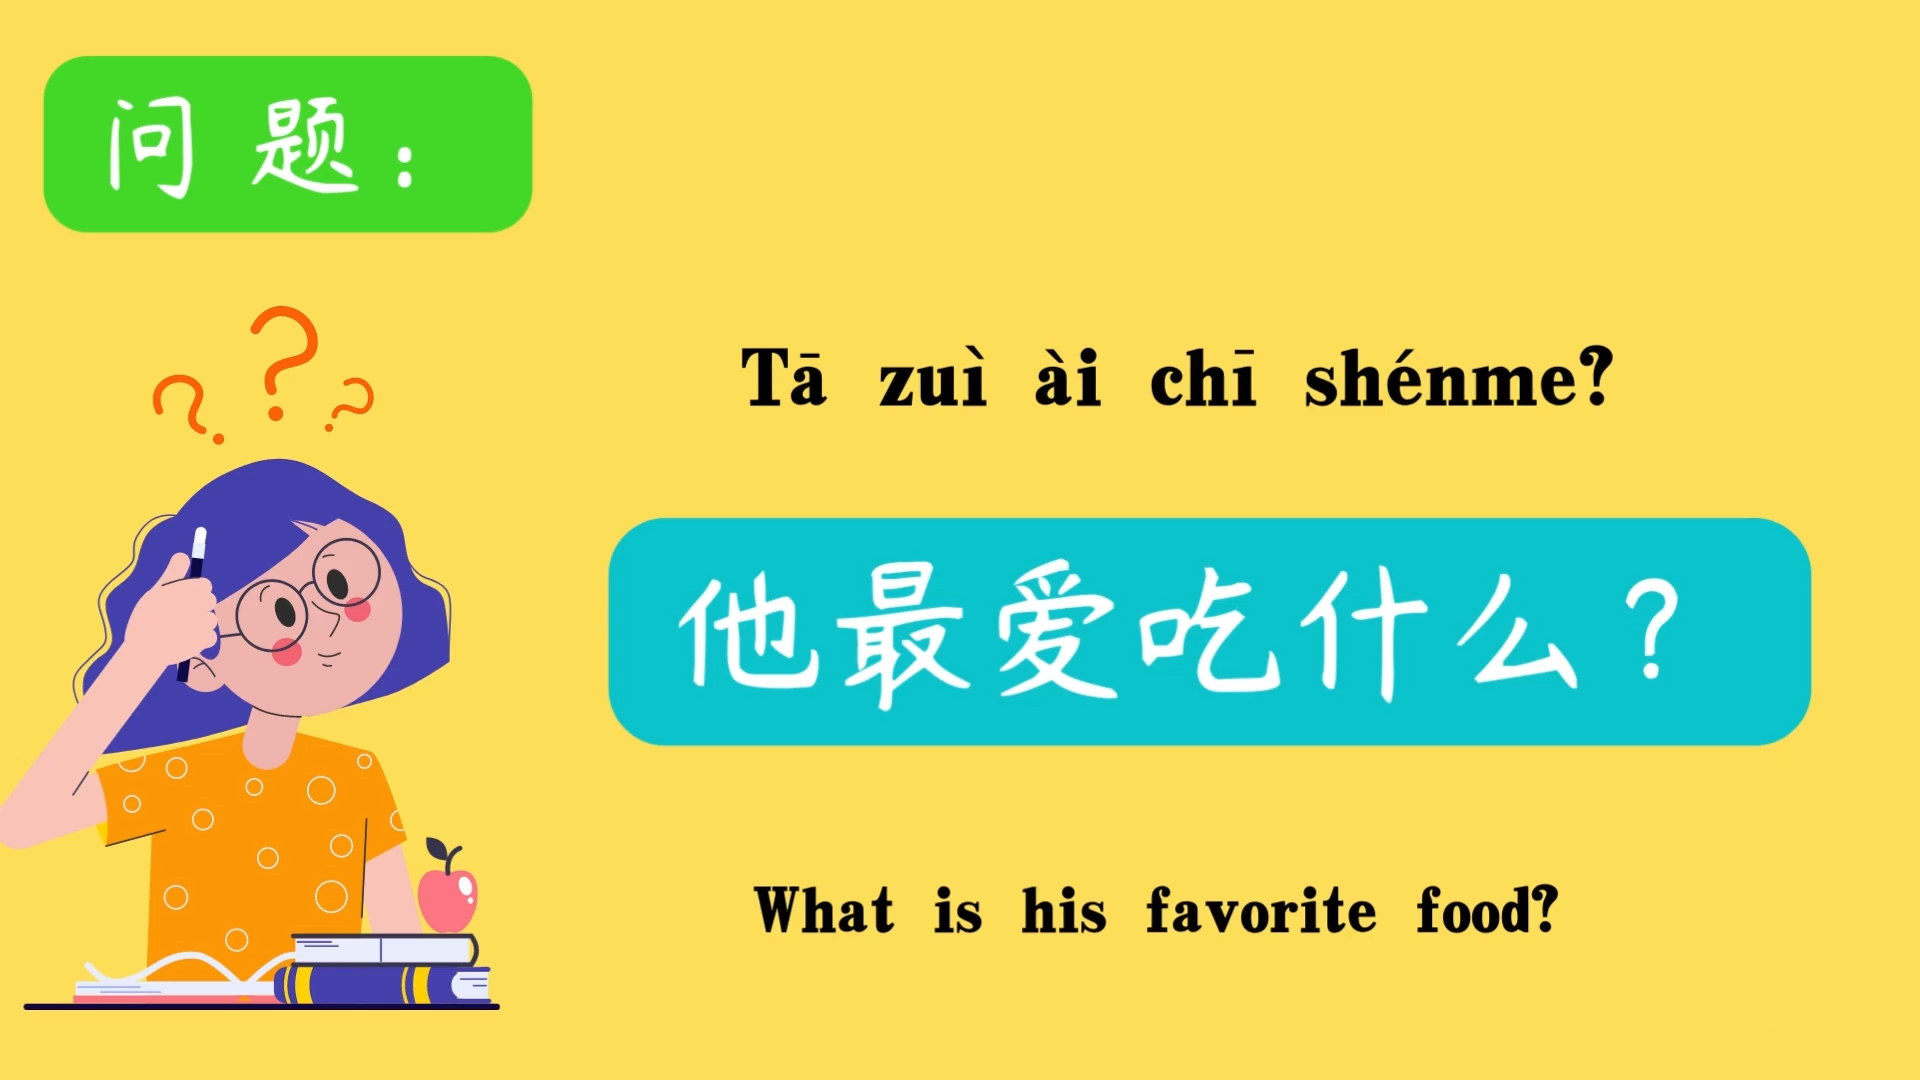 问题：
Tā zuì ài chī shénme?
他最爱吃什么？
What is his favorite food?